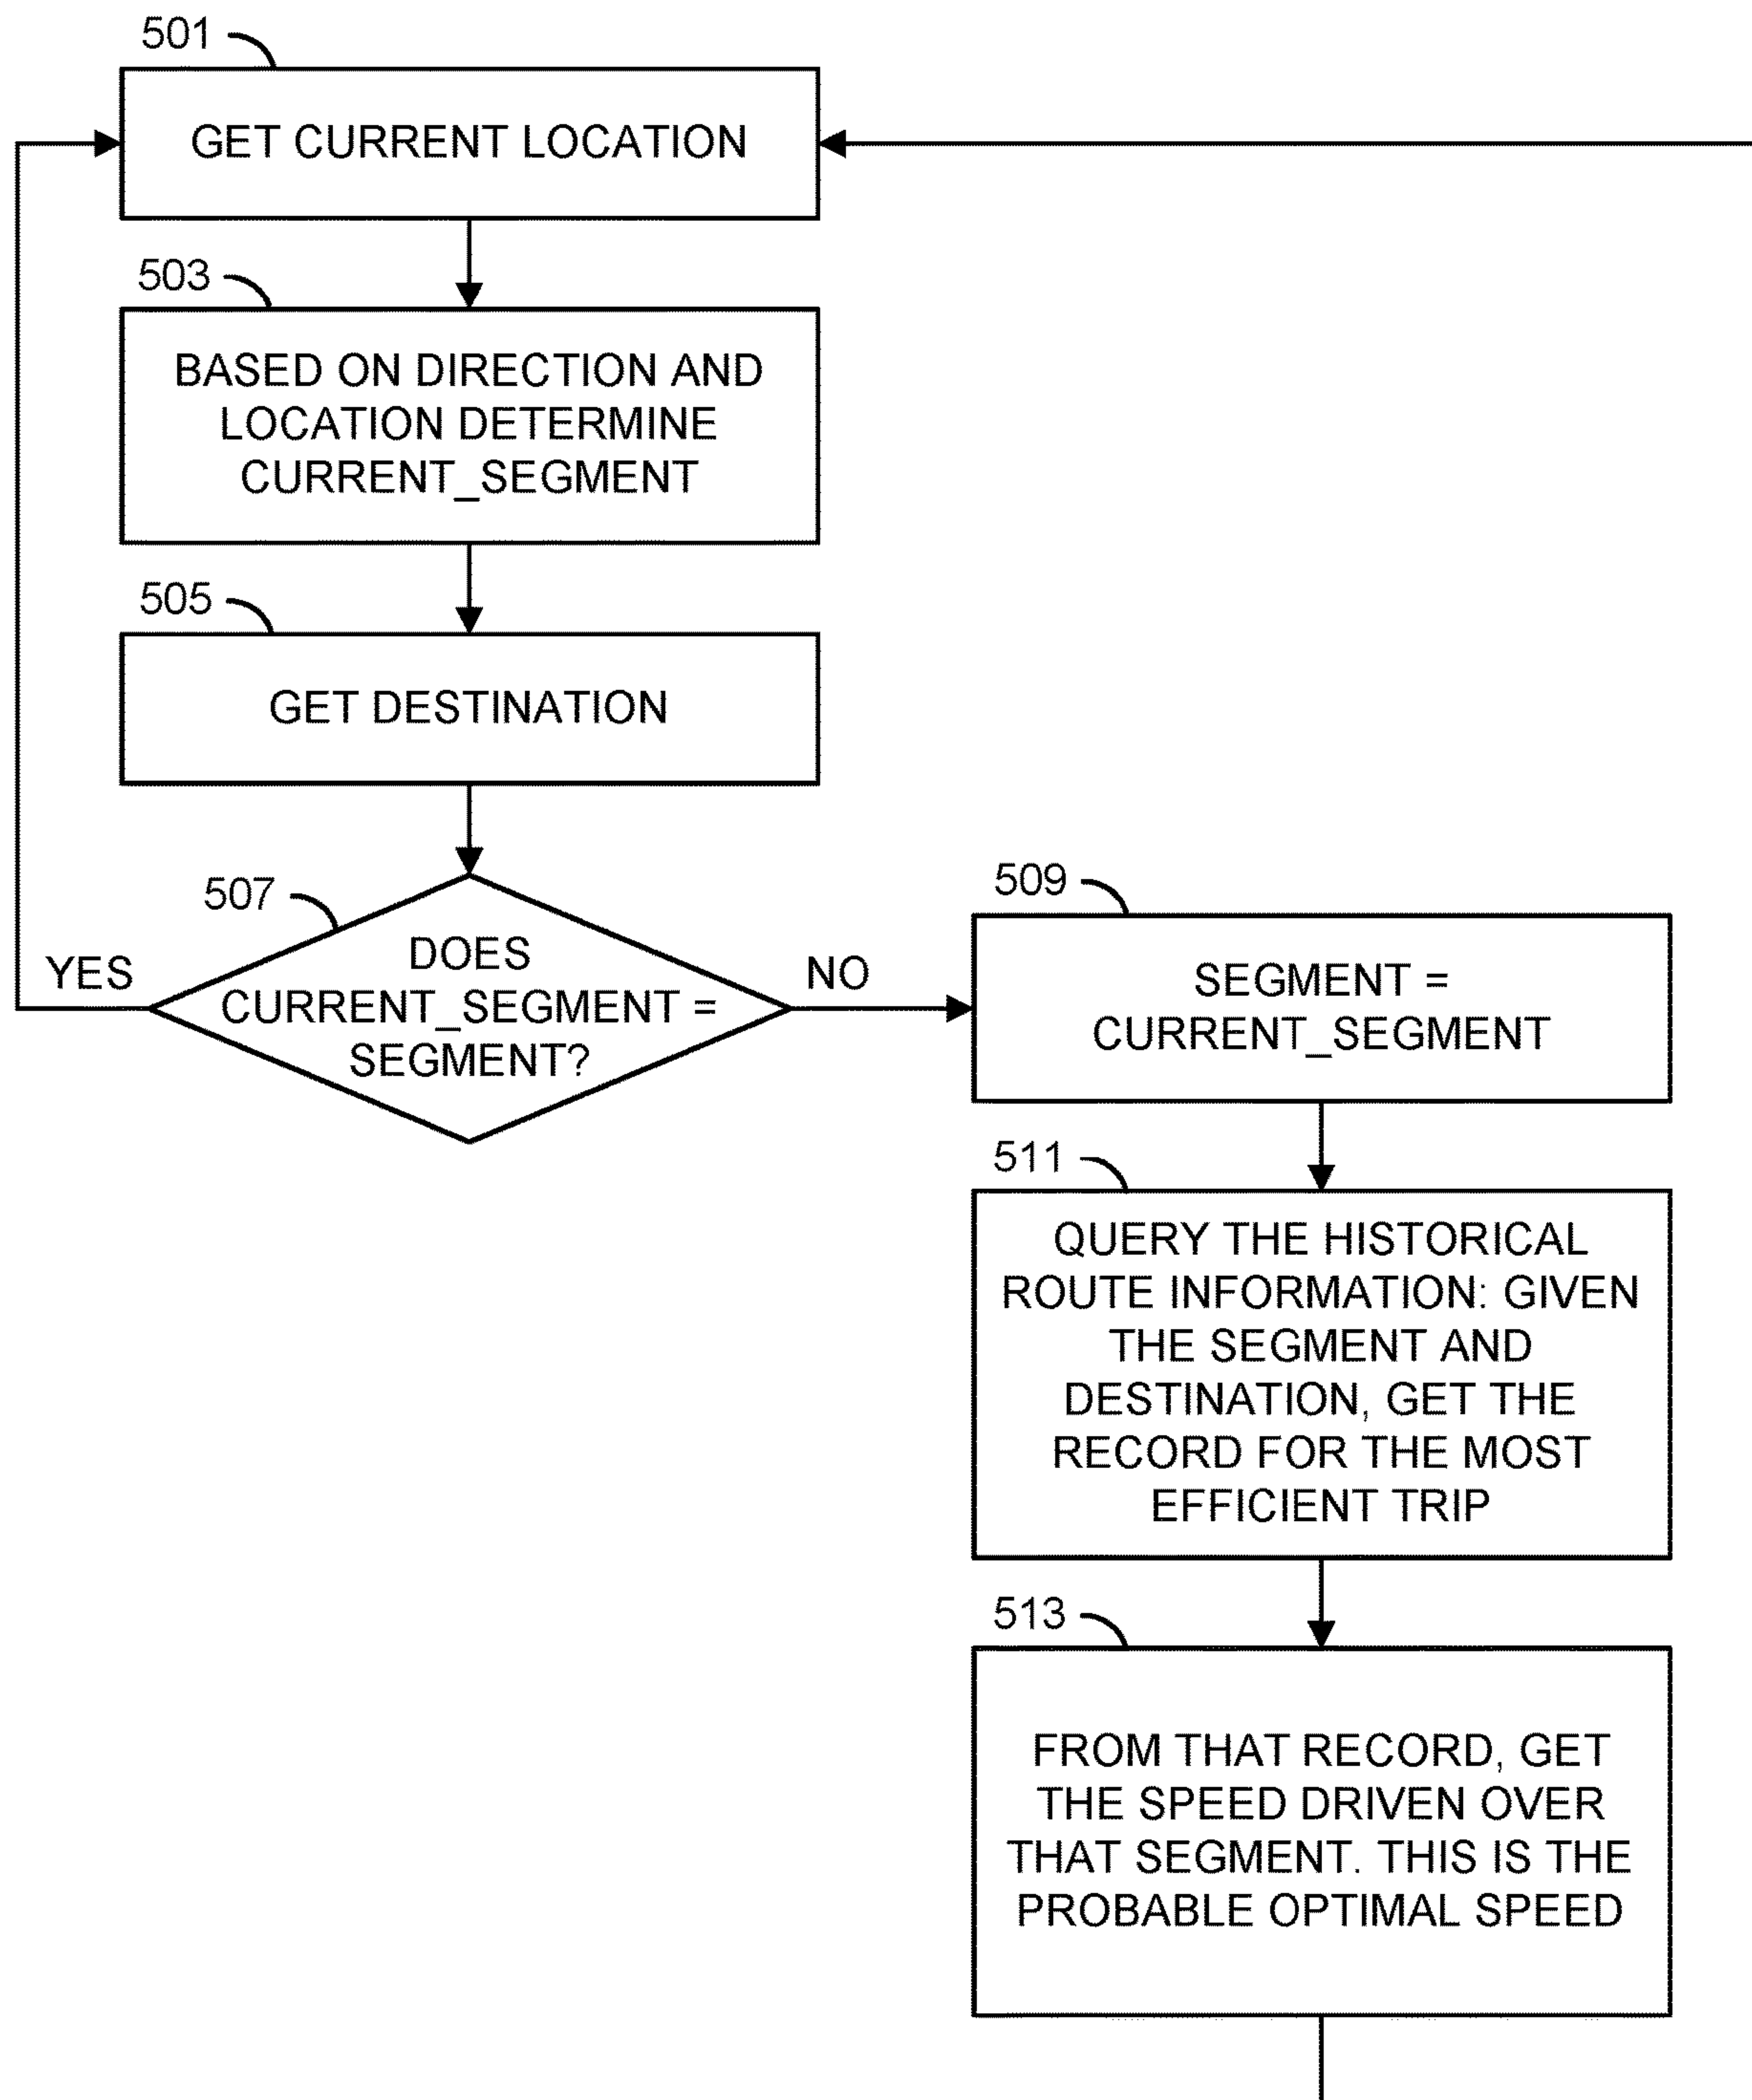 501
GET CURRENT LOCATION
503
BASED ON DIRECTION AND
LOCATION DETERMINE
CURRENT_SEGMENT
505
GET DESTINATION
507
DOES
CURRENT_SEGMENT =
SEGMENT?
YES
NO
509
SEGMENT =
CURRENT_SEGMENT
511
QUERY THE HISTORICAL
ROUTE INFORMATION: GIVEN
THE SEGMENT AND
DESTINATION, GET THE
RECORD FOR THE MOST
EFFICIENT TRIP
513
FROM THAT RECORD, GET
THE SPEED DRIVEN OVER
THAT SEGMENT. THIS IS THE
PROBABLE OPTIMAL SPEED